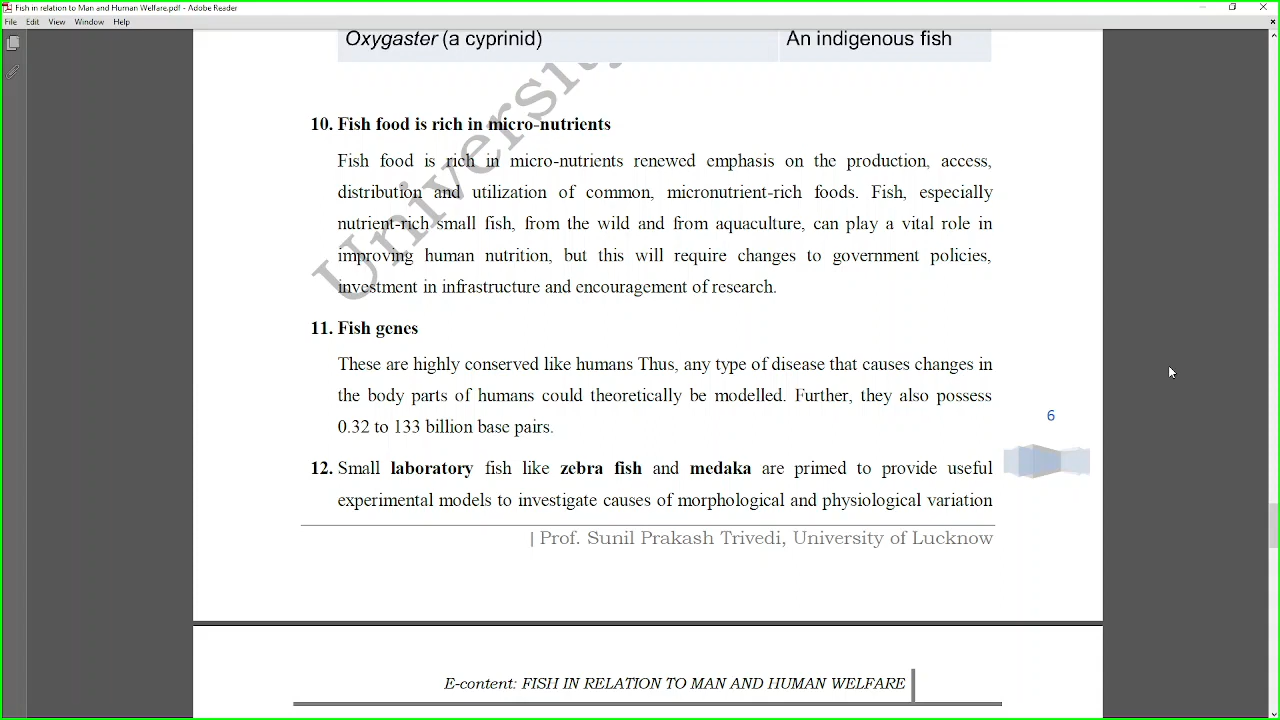 Fish in relation to Man and Human Welfare.pdf - Adobe Reader
File Edit View Window Help
Oxygaster (a cyprinid) An indigenous fish
University
10. Fish food is rich in micro-nutrients
Fish food is rich in micro-nutrients renewed emphasis on the production, access,
distribution and utilization of common, micronutrient-rich foods. Fish, especially
nutrient-rich small fish, from the wild and from aquaculture, can play a vital role in
improving human nutrition, but this will require changes to government policies,
investment in infrastructure and encouragement of research.
11. Fish genes
These are highly conserved like humans Thus, any type of disease that causes changes in
the body parts of humans could theoretically be modelled. Further, they also possess
0.32 to 133 billion base pairs.
6
12. Small laboratory fish like zebra fish and medaka are primed to provide useful
experimental models to investigate causes of morphological and physiological variation
| Prof. Sunil Prakash Trivedi, University of Lucknow
E-content: FISH IN RELATION TO MAN AND HUMAN WELFARE